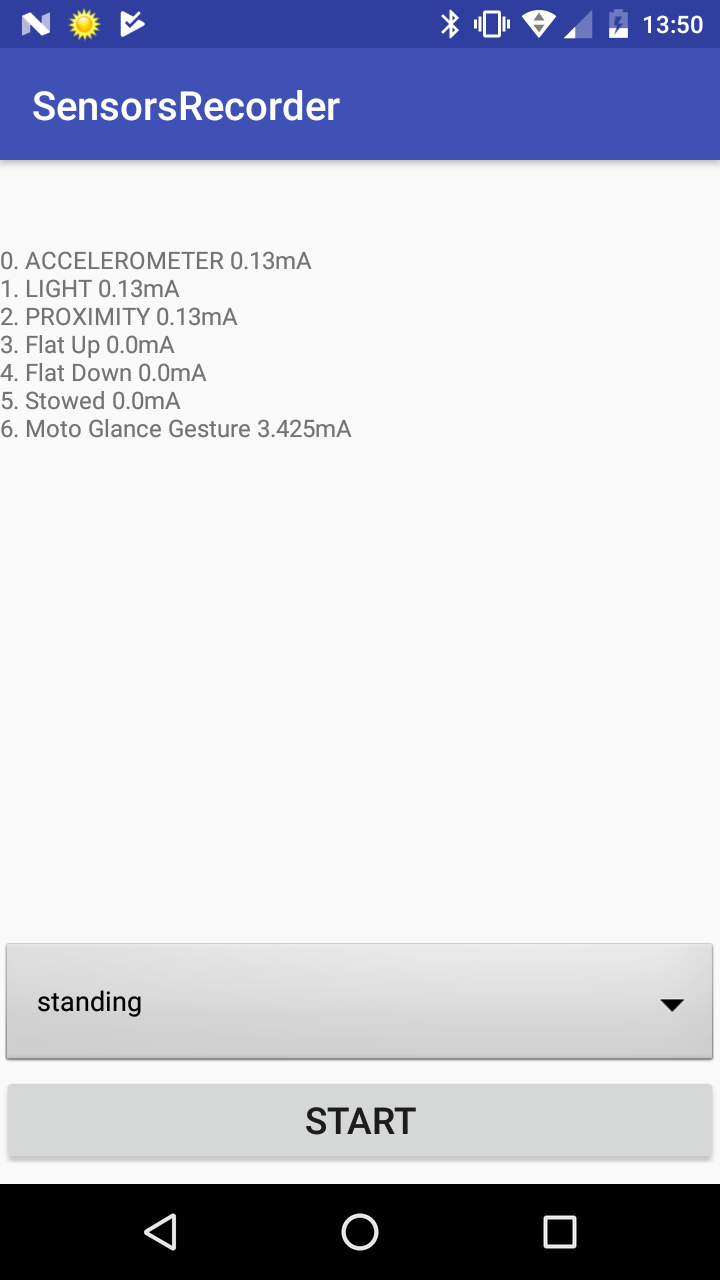 13:50
SensorsRecorder
0. ACCELEROMETER 0.13mA
1. LIGHT 0.13mA
2. PROXIMITY 0.13mA
3. Flat Up 0.0mA
4. Flat Down 0.0mA
5. Stowed 0.0mA
6. Moto Glance Gesture 3.425mA
standing
START